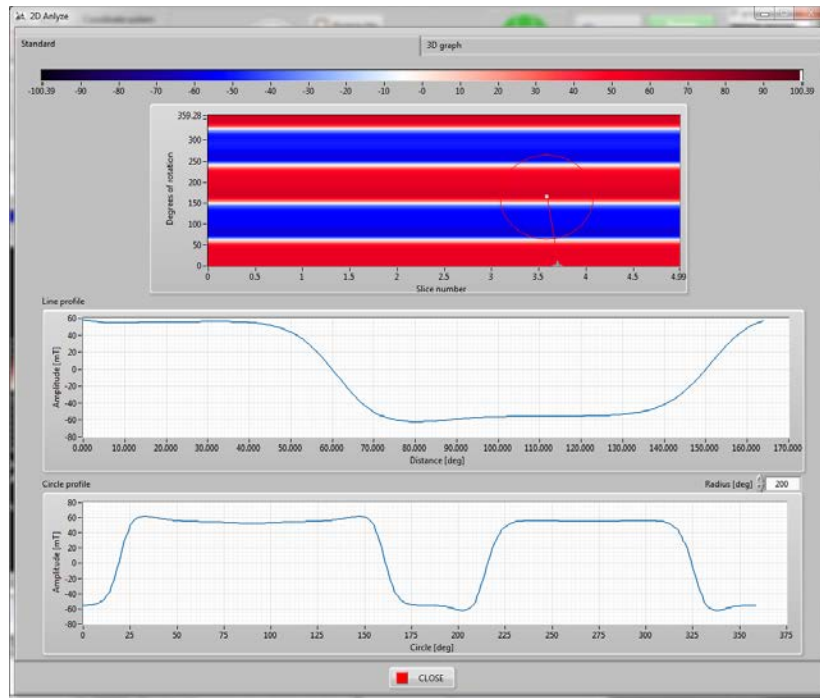 2D Anlyze
Standard
3D graph
-100.39 -90 -80 -70 -60 -50 -40 -30 -20 -10 -0 10 20 30 40 50 60 70 80 90 100.39
Degrees of rotation
359.28
300
250
200
150
100
50
0
0 0.5 1 1.5 2 2.5 3 3.5 4 4.5 4.99
Slice number
Line profile
Amplitude [mT]
60
40
20
0
-20
-40
-60
-80
0.000 10.000 20.000 30.000 40.000 50.000 60.000 70.000 80.000 90.000 100.000 110.000 120.000 130.000 140.000 150.000 160.000 170.000
Distance [deg]
Circle profile
Radius [deg] 200
Amplitude [mT]
80
60
40
20
0
-20
-40
-60
-80
0 25 50 75 100 125 150 175 200 225 250 275 300 325 350 375
Circle [deg]
CLOSE